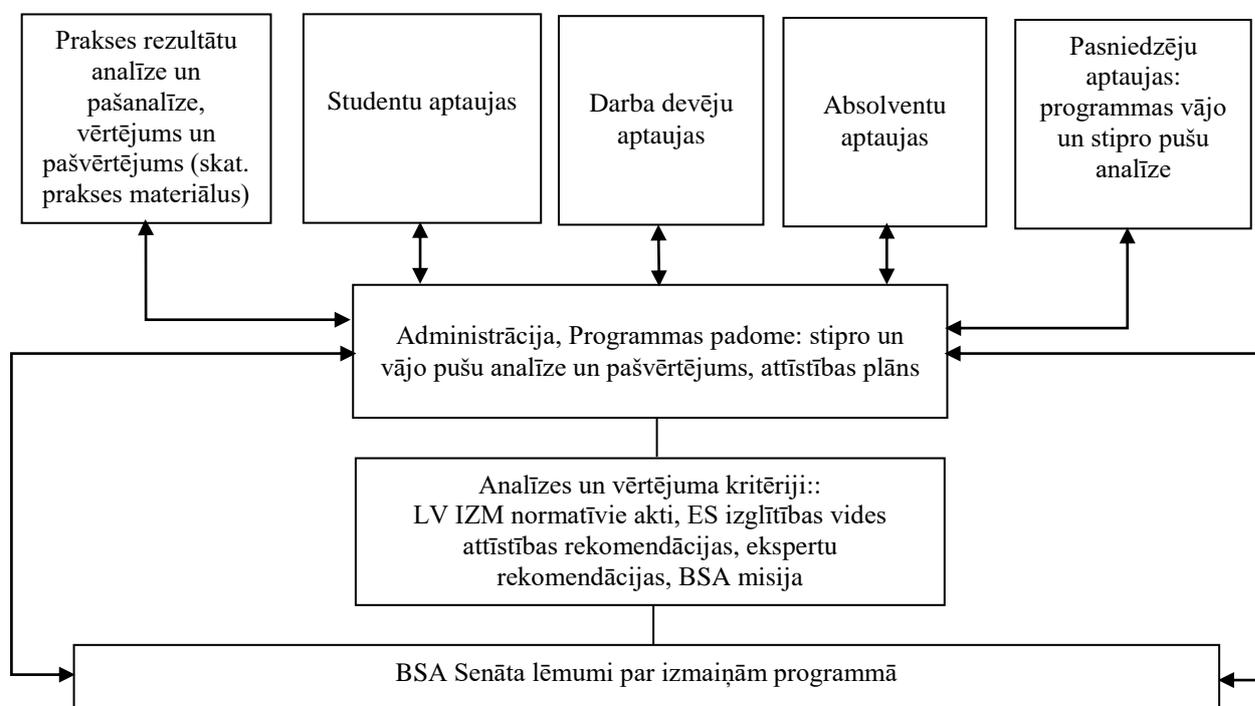 Prakses rezultātu
analīze un
pašanalīze,
vērtējums un
pašvērtējums (skat.
prakses materiālus)
Studentu aptaujas
Darba devēju
aptaujas
Absolventu
aptaujas
Pasniedzēju
aptaujas:
programmas vājo
un stipro pušu
analīze
Administrācija, Programmas padome: stipro un
vājo pušu analīze un pašvērtējums, attīstības plāns
Analīzes un vērtējuma kritēriji::
LV IZM normatīvie akti, ES izglītības vides
attīstības rekomendācijas, ekspertu
rekomendācijas, BSA misija
BSA Senāta lēmumi par izmaiņām programmā